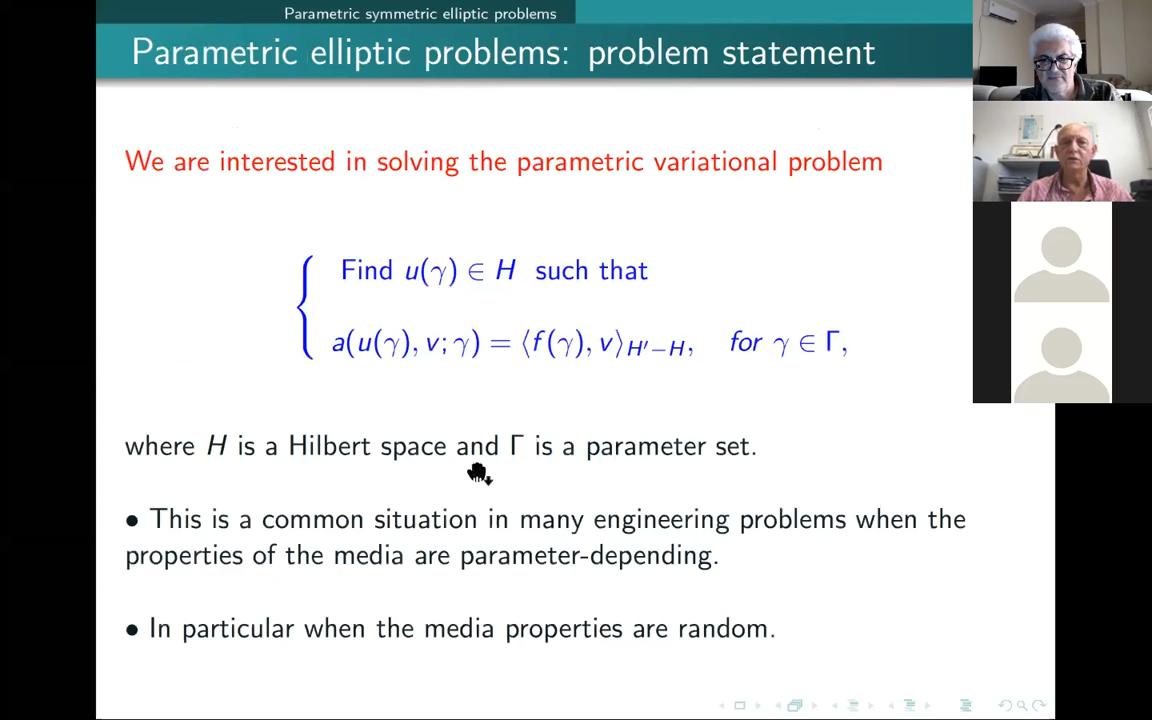 Parametric symmetric elliptic problems
Parametric elliptic problems: problem statement
We are interested in solving the parametric variational problem
Find u(γ) ∈ H such that
a(u(γ), v; γ) = ⟨f(γ), v⟩_{H′−H}, for γ ∈ Γ,
where H is a Hilbert space and Γ is a parameter set.
• This is a common situation in many engineering problems when the
properties of the media are parameter-depending.
• In particular when the media properties are random.